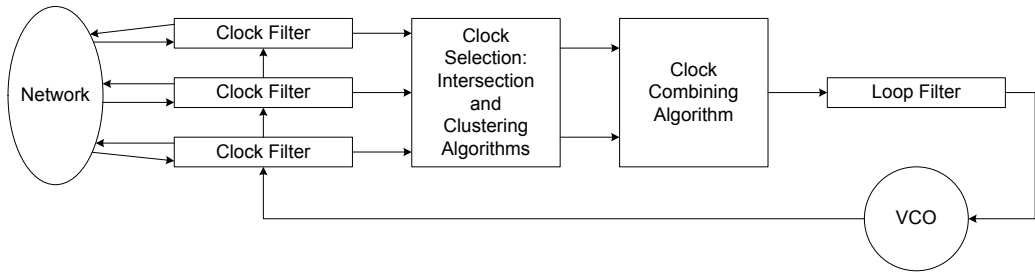 Network
Clock Filter
Clock Filter
Clock Filter
Clock
Selection:
Intersection
and
Clustering
Algorithms
Clock
Combining
Algorithm
Loop Filter
VCO